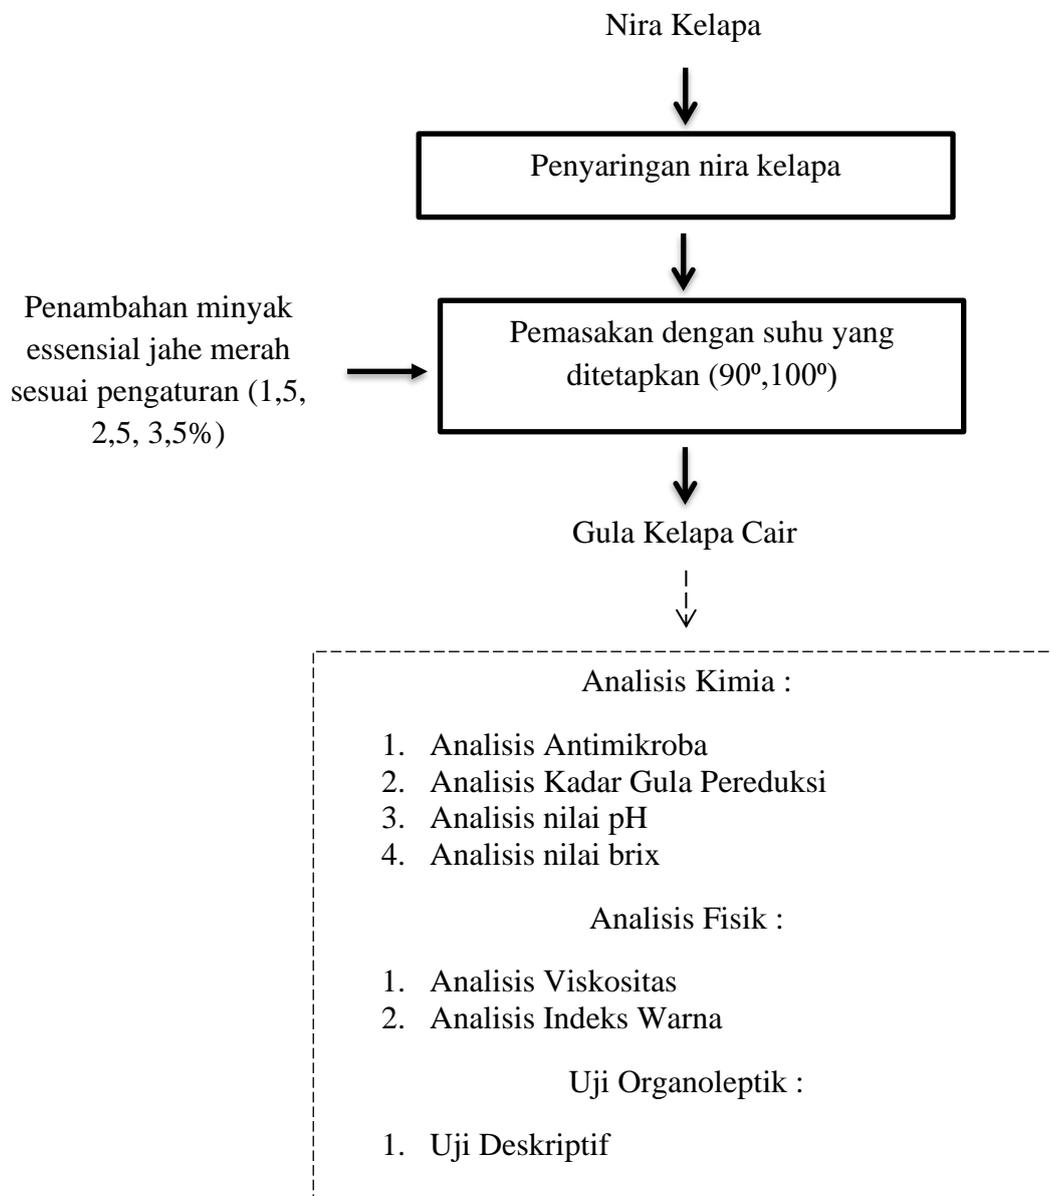 Nira Kelapa
Penyaringan nira kelapa
Penambahan minyak
essensial jahe merah
sesuai pengaturan (1,5,
2,5, 3,5%)
Pemasakan dengan suhu yang
ditetapkan (90⁰,100⁰)
Gula Kelapa Cair
Analisis Kimia :
1. Analisis Antimikroba
2. Analisis Kadar Gula Pereduksi
3. Analisis nilai pH
4. Analisis nilai brix
Analisis Fisik :
1. Analisis Viskositas
2. Analisis Indeks Warna
Uji Organoleptik :
1. Uji Deskriptif